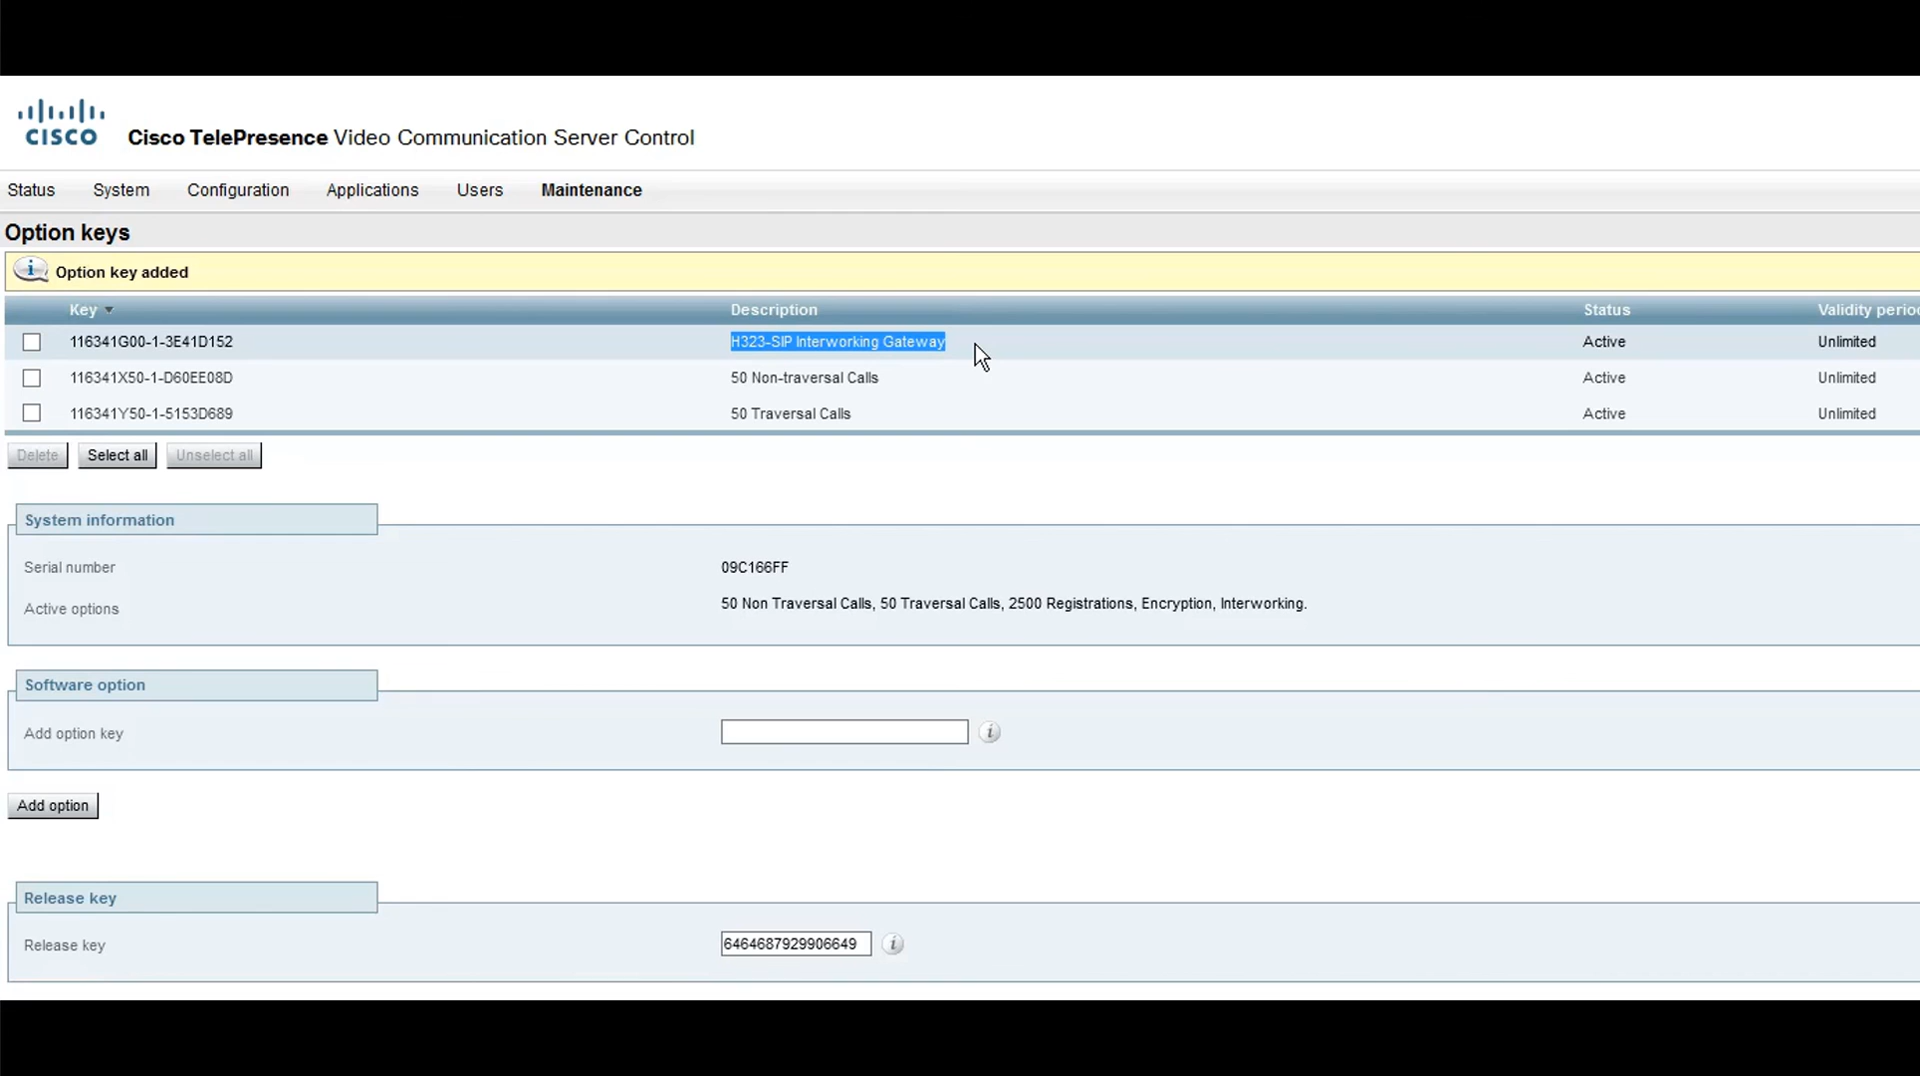 CISCO
Cisco TelePresence Video Communication Server Control
Status System Configuration Applications Users Maintenance
Option keys
Option key added
Key Description Status Validity
116341G00-1-3E41D152 H323-SIP Interworking Gateway Active Unlimited
116341X50-1-D60EE08D 50 Non-traversal Calls Active Unlimited
116341Y50-1-5153D689 50 Traversal Calls Active Unlimited
Delete Select all Unselect all
System information
Serial number 09C166FF
Active options 50 Non Traversal Calls, 50 Traversal Calls, 2500 Registrations, Encryption, Interworking.
Software option
Add option key
Add option
Release key
Release key 6464687929906649